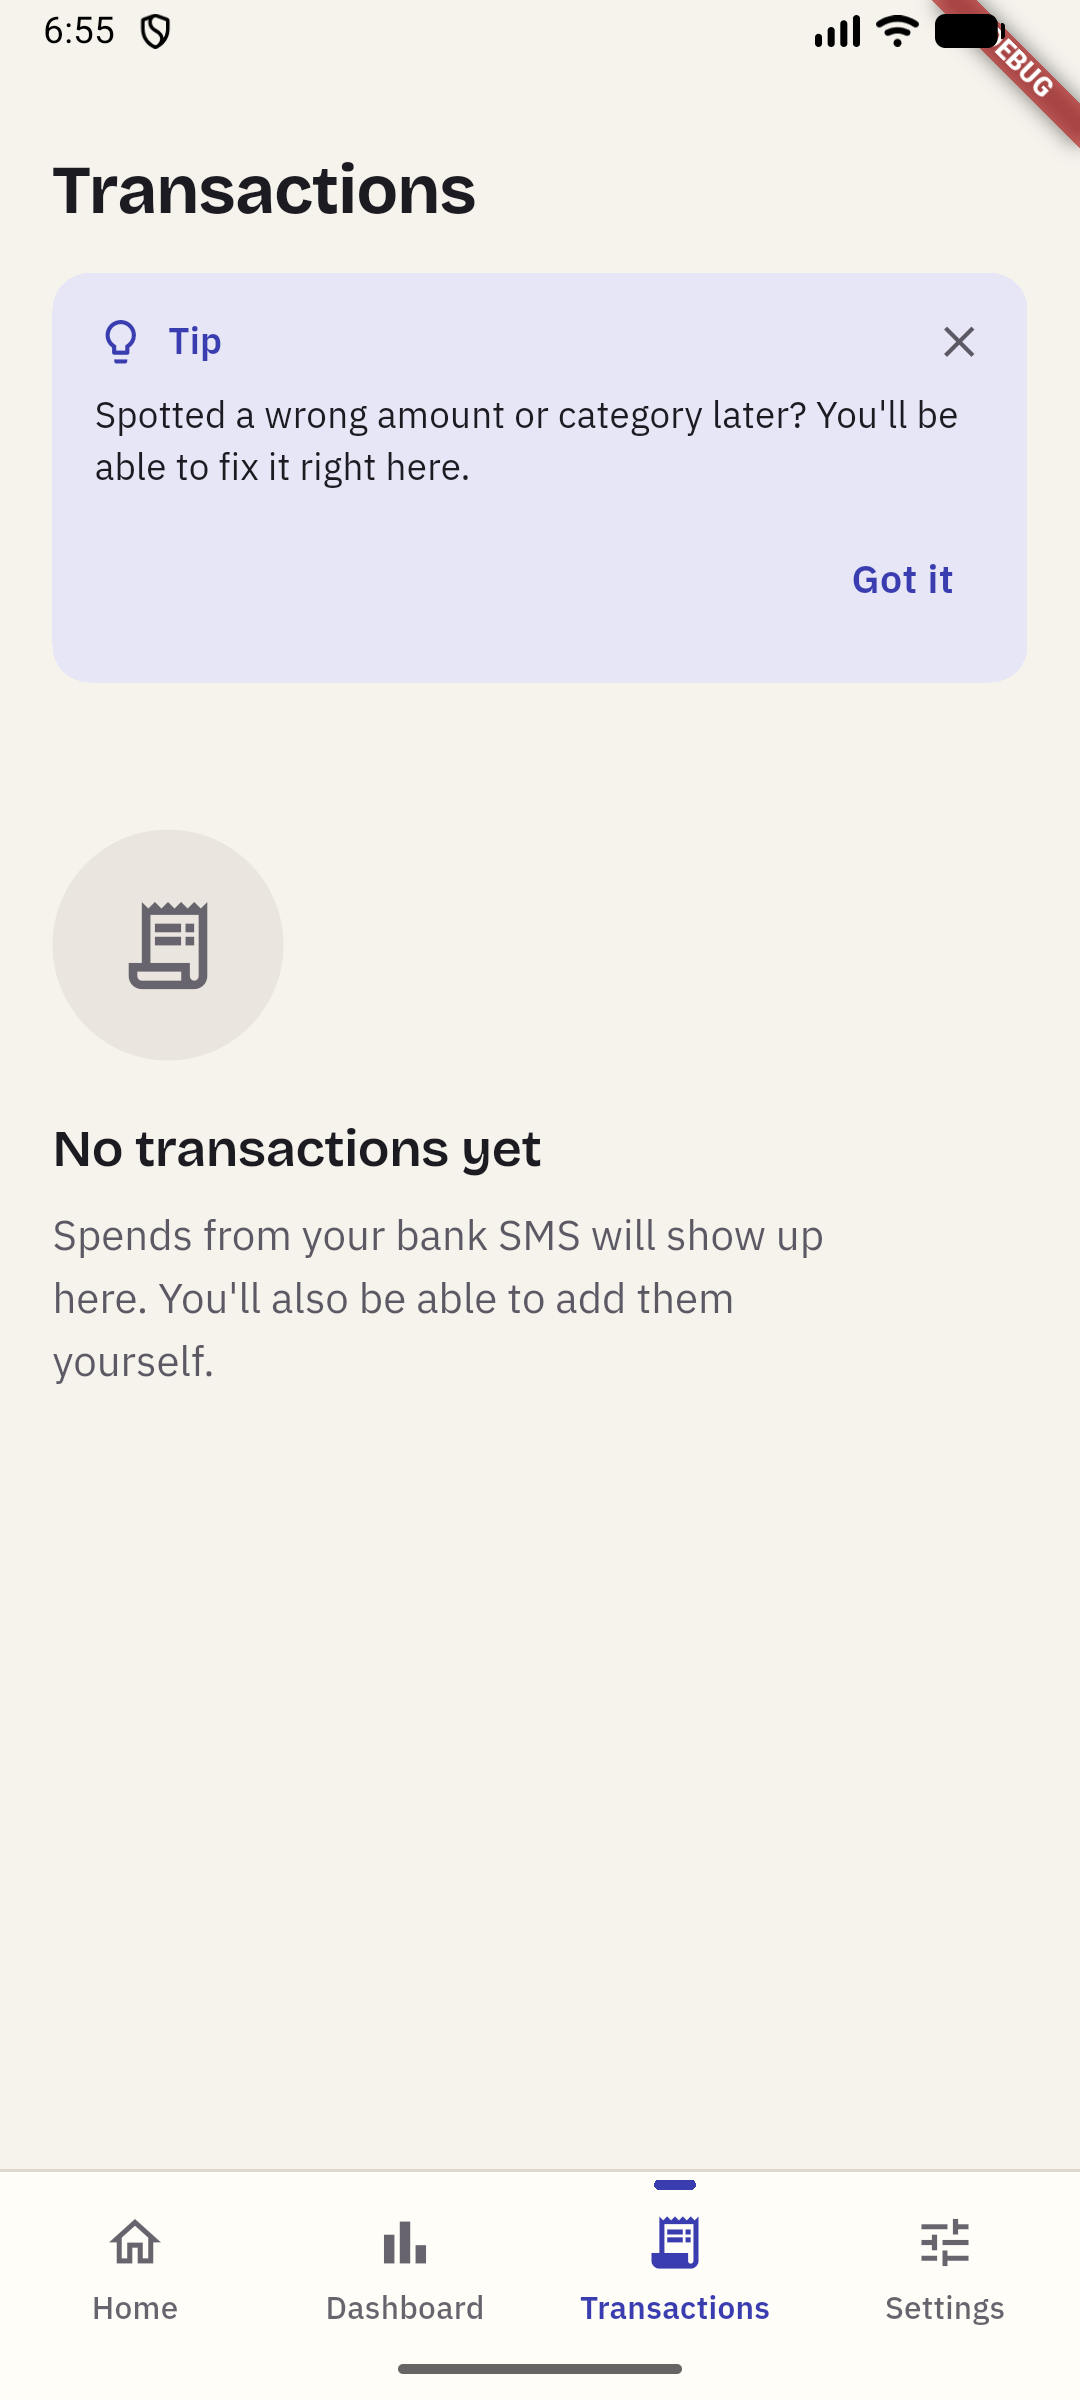 6:55
EBUG
Transactions
Tip
Spotted a wrong amount or category later? You'll be
able to fix it right here.
Got it
No transactions yet
Spends from your bank SMS will show up
here. You'll also be able to add them
yourself.
Home
Dashboard
Transactions
Settings